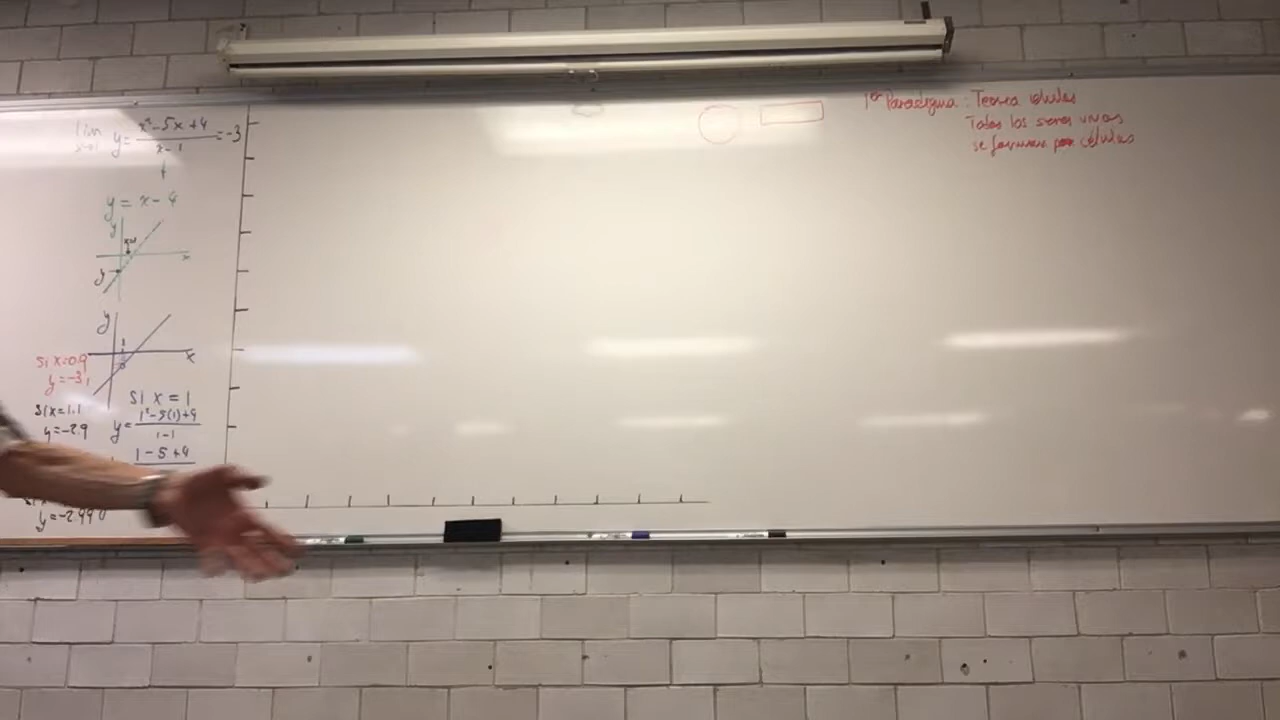 lim y = x²-5x+4 / x-1 = -3
x→1
y = x - 4
y
x
y
y
x
Si x=0.9
y=-3.1
Si x = 1
Si x=1.1
y=-2.9
y = 1²-5(1)+4 / 1-1
1-5+4
y=-2.990
1er Paradigma: Teoría células
Todos los seres vivos
se forman por células